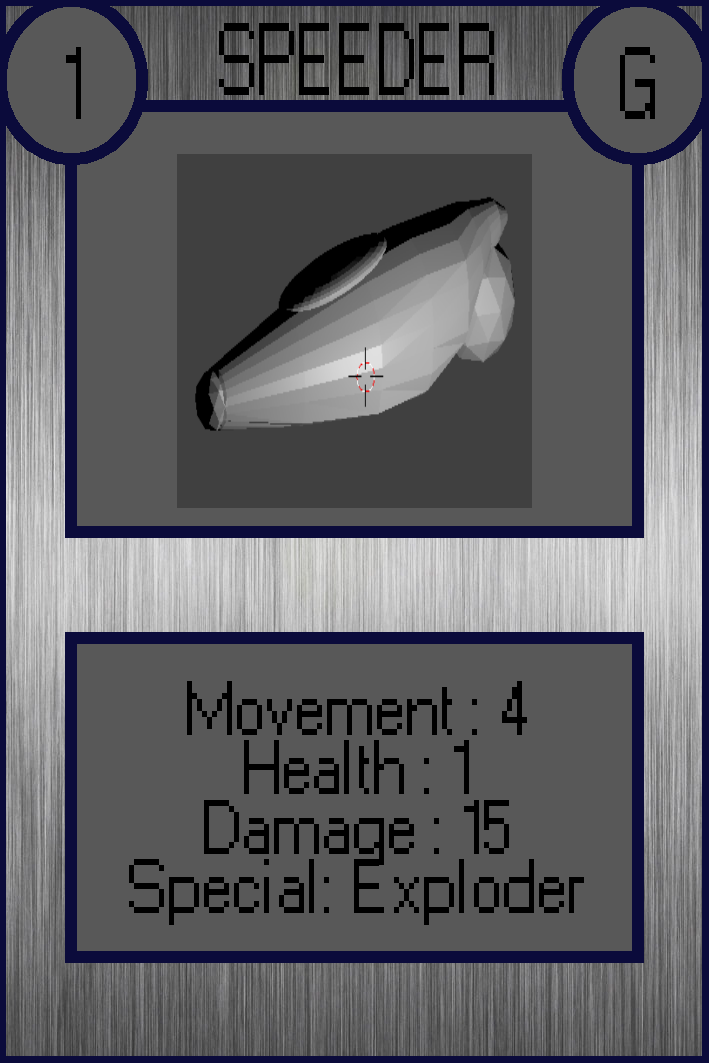 1
SPEEDER
G
Movement : 4
Health : 1
Damage : 15
Special: Exploder